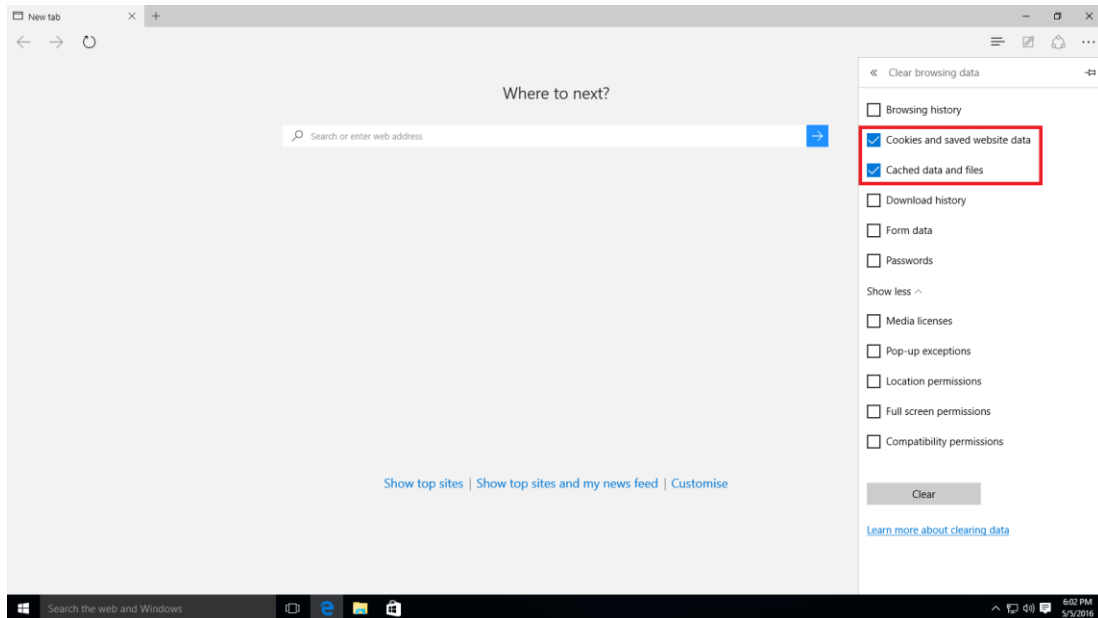 New tab
Clear browsing data
Where to next?
Search or enter web address
Browsing history
Cookies and saved website data
Cached data and files
Download history
Form data
Passwords
Show less
Media licenses
Pop-up exceptions
Location permissions
Full screen permissions
Compatibility permissions
Show top sites | Show top sites and my news feed | Customise
Clear
Learn more about clearing data
Search the web and Windows
6:02 PM
5/5/2016